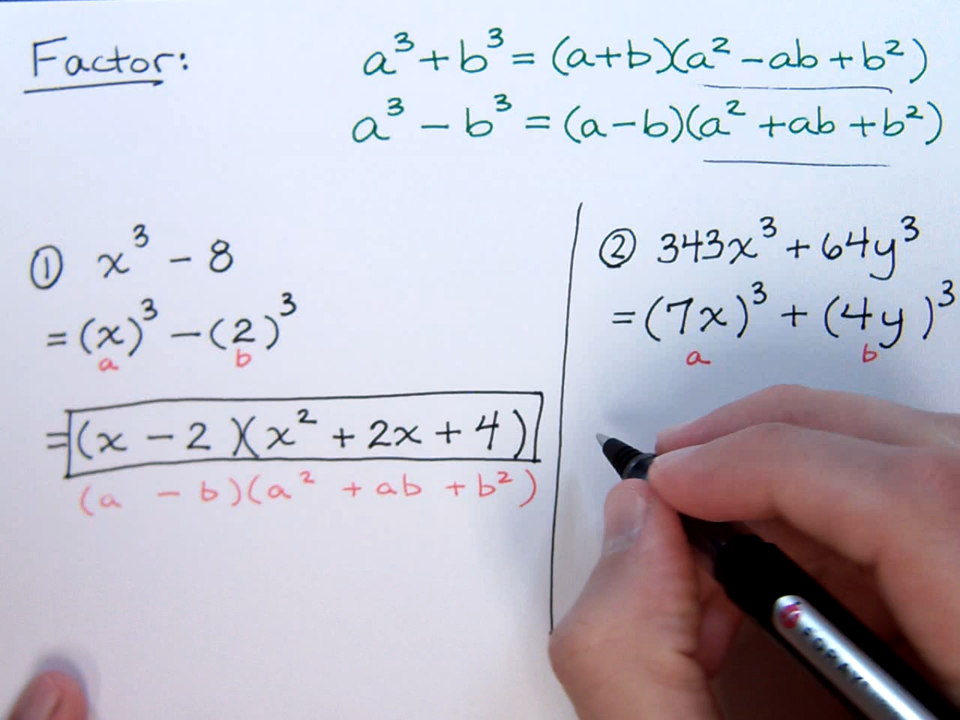 Factor:
a³ + b³ = (a+b)(a² - ab + b²)
a³ - b³ = (a-b)(a² + ab + b²)
① x³ - 8
= (x)³ - (2)³
a b
= (x - 2)(x² + 2x + 4)
(a - b)(a² + ab + b²)
② 343x³ + 64y³
= (7x)³ + (4y)³
a b
FORAY